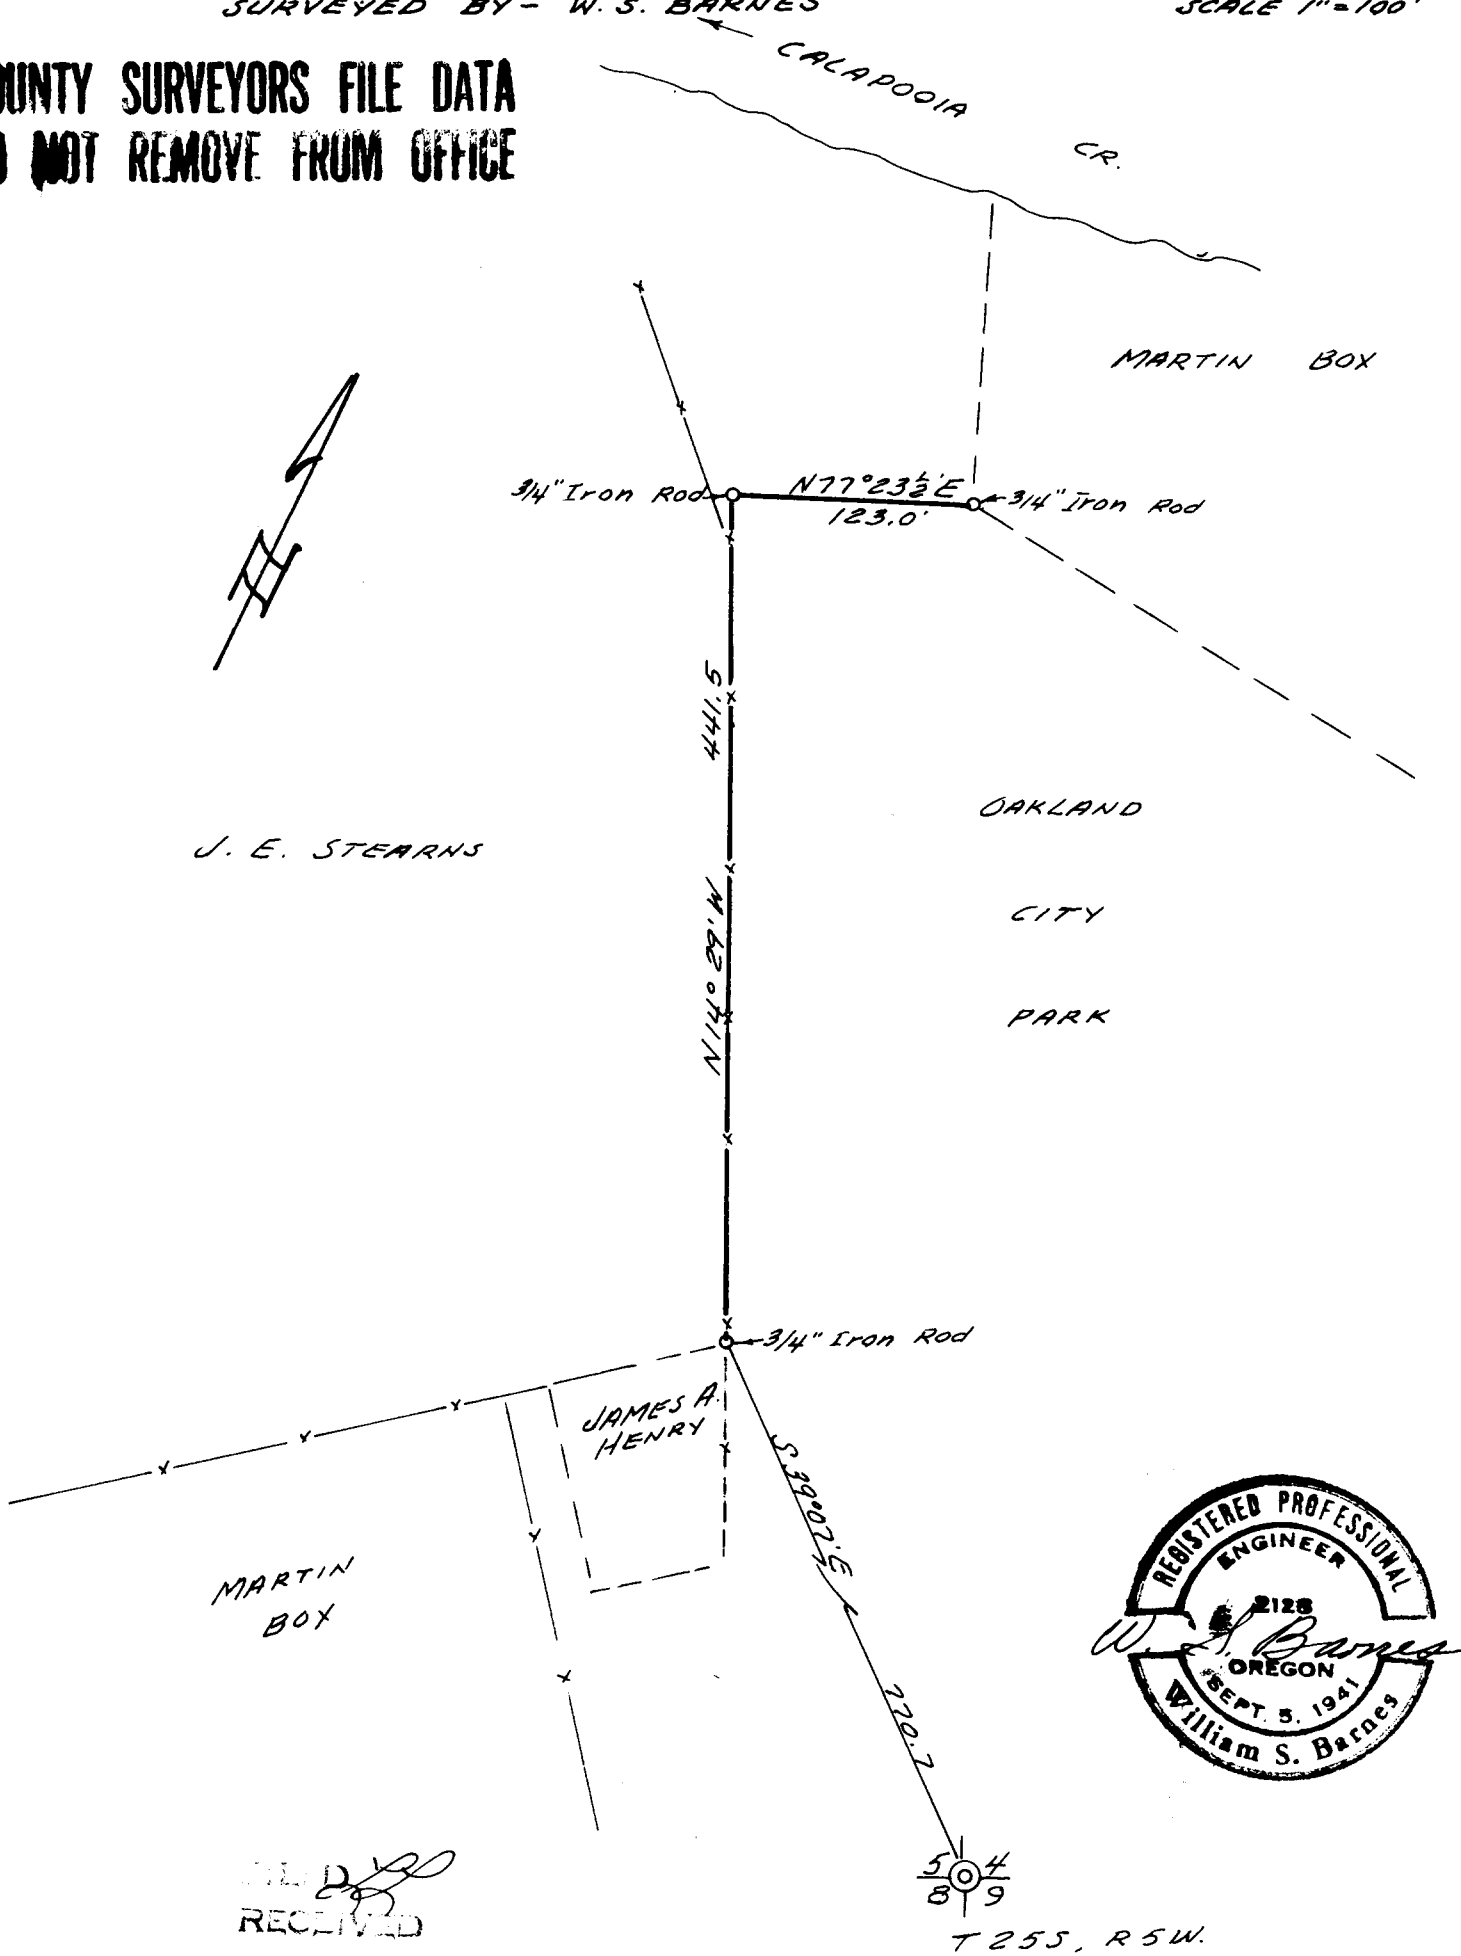 SURVEYED BY - W. S. BARNES
SCALE 1" = 100'
CALAPOOIA CR.
OUNTY SURVEYORS FILE DATA
NOT REMOVE FROM OFFICE
MARTIN BOX
3/4" Iron Rod
N77°23½'E
123.0'
3/4" Iron Rod
441.5
N14° 29' W
J. E. STEARNS
OAKLAND
CITY
PARK
3/4" Iron Rod
JAMES A.
HENRY
S 39°07'E
770.7
MARTIN
BOX
REGISTERED PROFESSIONAL
ENGINEER
2128
W. S. Barnes
OREGON
SEPT. 5, 1941
William S. Barnes
RECEIVED
5 4
8 9
T 25S, R 5W.